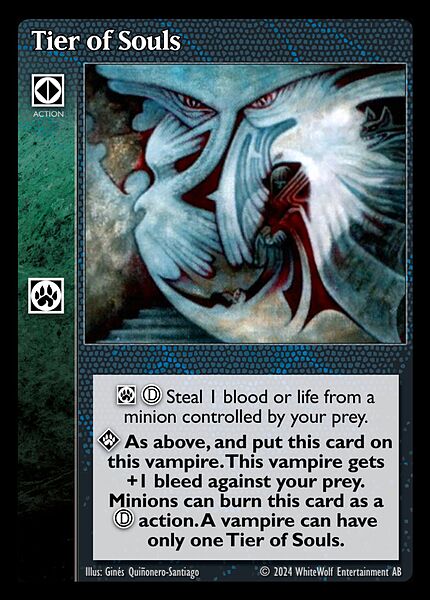 Tier of Souls
ACTION
D Steal 1 blood or life from a
minion controlled by your prey.
As above, and put this card on
this vampire. This vampire gets
+1 bleed against your prey.
Minions can burn this card as a
D action. A vampire can have
only one Tier of Souls.
Illus: Ginés Quiñonero-Santiago © 2024 WhiteWolf Entertainment AB